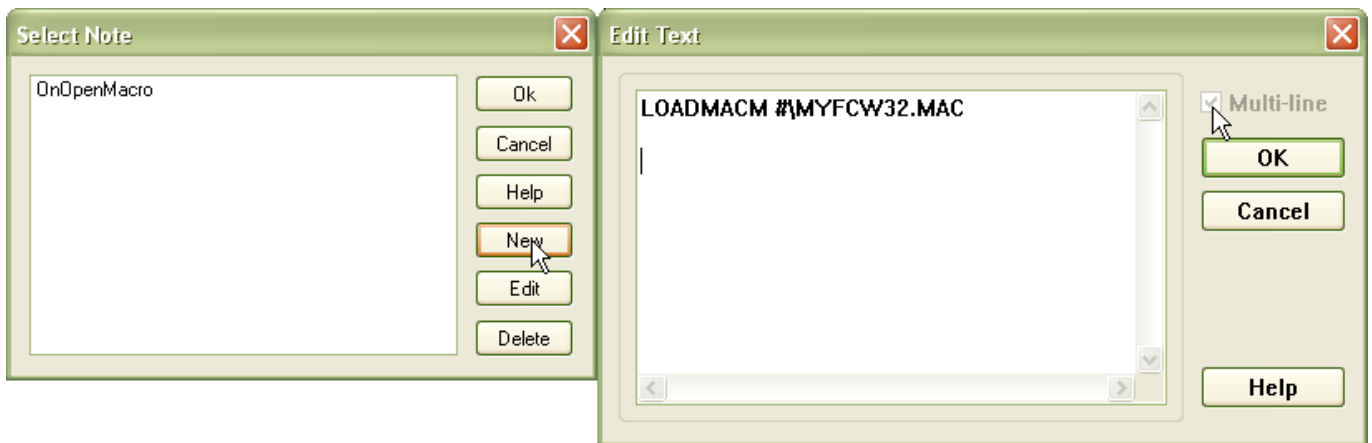 Select Note
OnOpenMacro
Ok
Cancel
Help
New
Edit
Delete
Edit Text
LOADMACM #\MYFCW32.MAC
Multi-line
OK
Cancel
Help